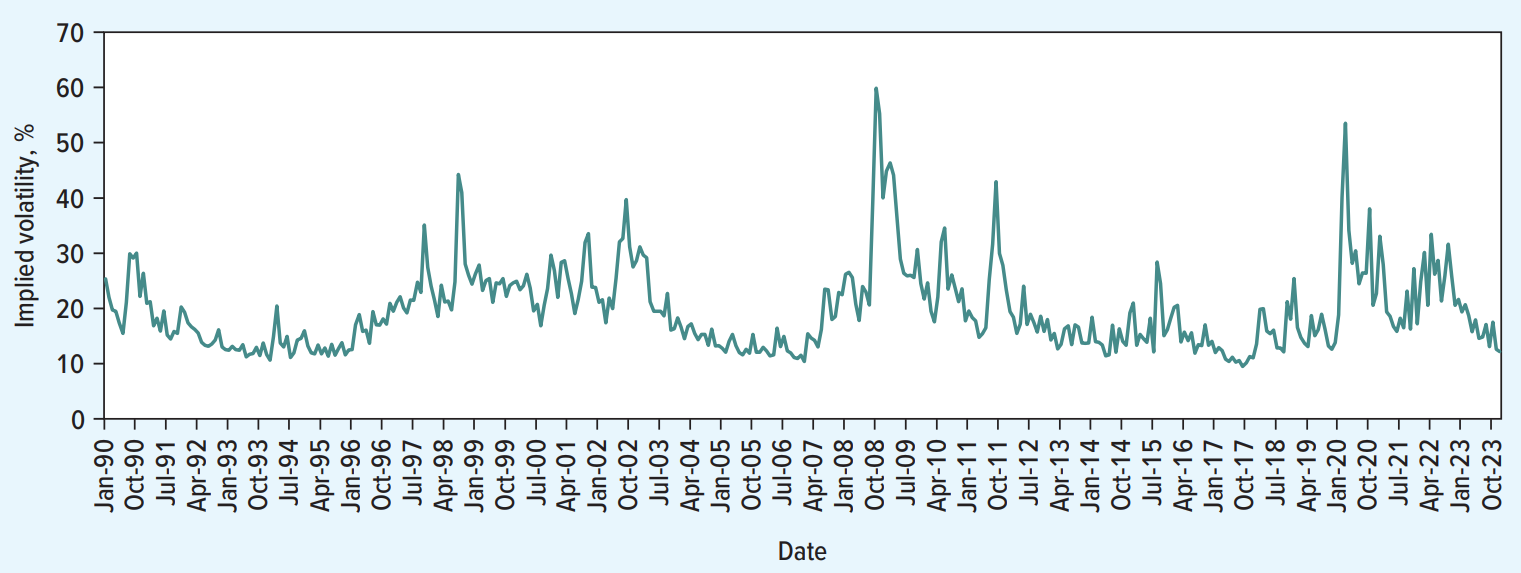 70
60
50
40
30
20
10
0
Implied volatility, %
Jan-90
Oct-90
Jul-91
Apr-92
Jan-93
Oct-93
Jul-94
Apr-95
Jan-96
Oct-96
Jul-97
Apr-98
Jan-99
Oct-99
Jul-00
Apr-01
Jan-02
Oct-02
Jul-03
Apr-04
Jan-05
Oct-05
Jul-06
Apr-07
Jan-08
Oct-08
Jul-09
Apr-10
Jan-11
Oct-11
Jul-12
Apr-13
Jan-14
Oct-14
Jul-15
Apr-16
Jan-17
Oct-17
Jul-18
Apr-19
Jan-20
Oct-20
Jul-21
Apr-22
Jan-23
Oct-23
Date